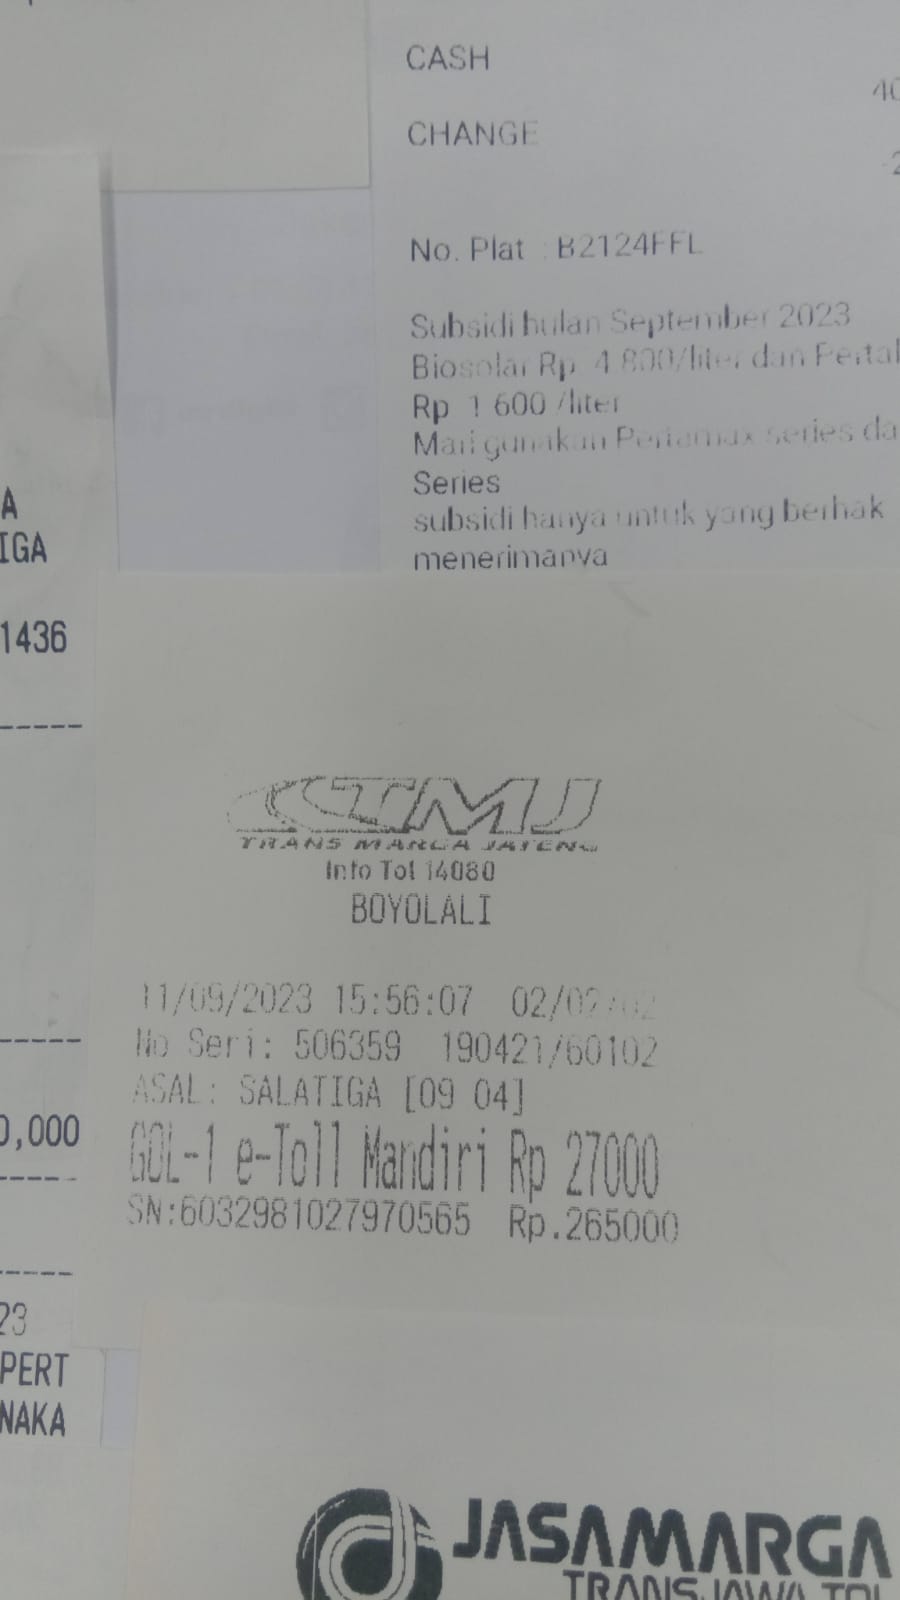 CASH
40
CHANGE
-2
No. Plat : B2124FFL
Subsidi bulan September 2023
Biosolar Rp 4.800/liter dan Pertal
Rp 1.600 /liter
Mari gunakan Pertamax series da
Series
subsidi hanya untuk yang berhak
menerimanya
A
IGA
1436
--------
--------
0,000
--------
--------
23
PERT
NAKA
TMJ
TRANS MARGA JATENG
Info Tol 14080
BOYOLALI
11/09/2023 15:56:07 02/02/02
No Seri: 506359 190421/60102
ASAL: SALATIGA [09 04]
GOL-1 e-Toll Mandiri Rp 27000
SN:6032981027970565 Rp.265000
JASAMARGA
TRANSJAWA TOL